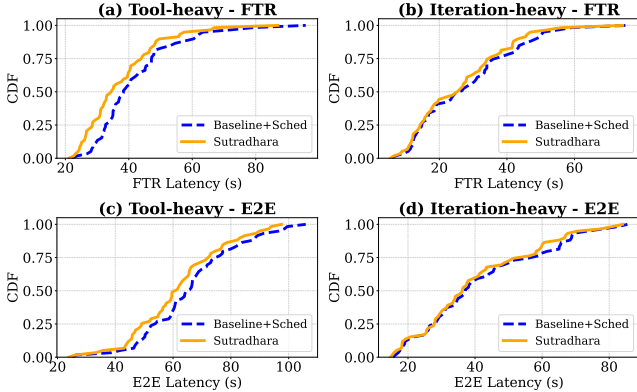 (a) Tool-heavy - FTR
CDF
1.00
0.75
0.50
0.25
0.00
Baseline+Sched
Sutradhara
20 40 60 80
FTR Latency (s)
(b) Iteration-heavy - FTR
CDF
1.00
0.75
0.50
0.25
0.00
Baseline+Sched
Sutradhara
20 40 60
FTR Latency (s)
(c) Tool-heavy - E2E
CDF
1.00
0.75
0.50
0.25
0.00
Baseline+Sched
Sutradhara
20 40 60 80 100
E2E Latency (s)
(d) Iteration-heavy - E2E
CDF
1.00
0.75
0.50
0.25
0.00
Baseline+Sched
Sutradhara
20 40 60 80
E2E Latency (s)